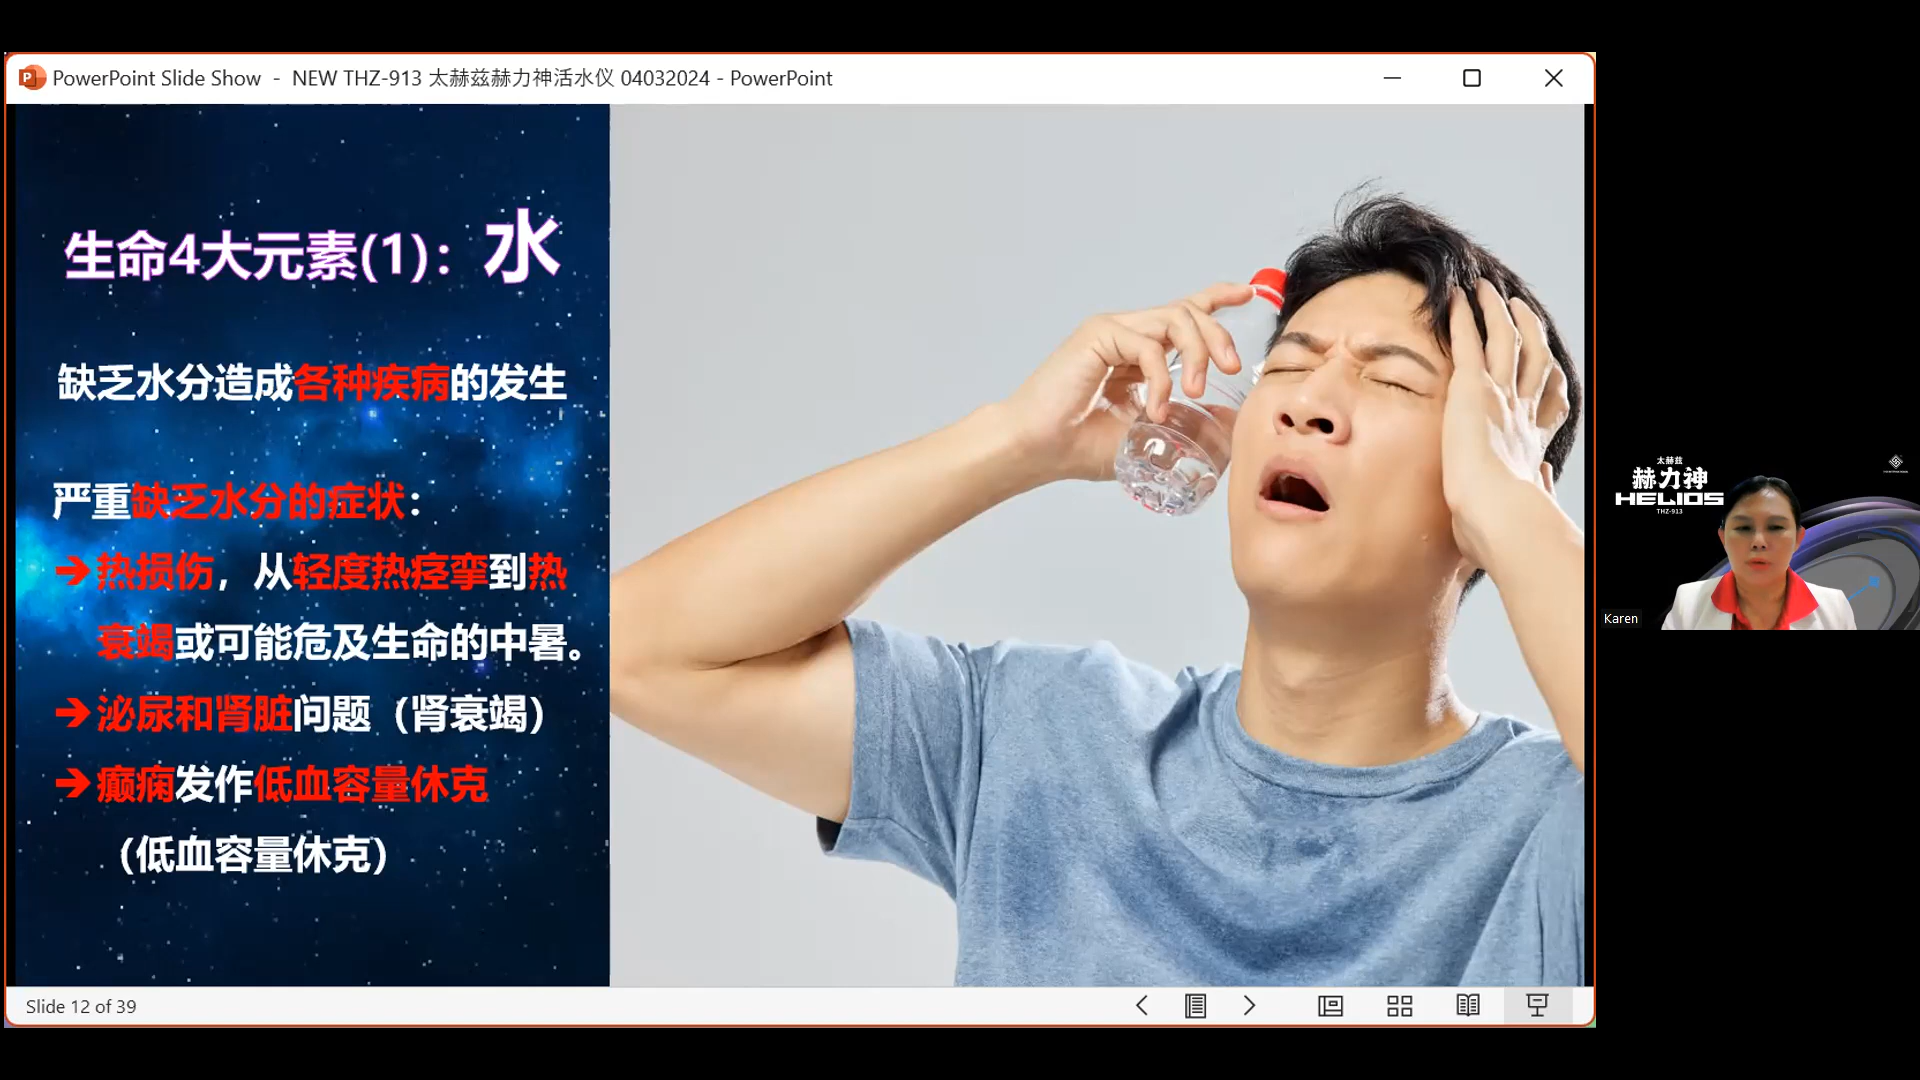 PowerPoint Slide Show - NEW THZ-913 太赫兹赫力神活水仪 04032024 - PowerPoint
生命4大元素(1)：水
缺乏水分造成各种疾病的发生
严重缺乏水分的症状：
➔热损伤，从轻度热痉挛到热
衰竭或可能危及生命的中暑。
➔泌尿和肾脏问题（肾衰竭）
➔癫痫发作低血容量休克
（低血容量休克）
Slide 12 of 39
太赫兹
赫力神
HELIOS
THZ-913
Karen